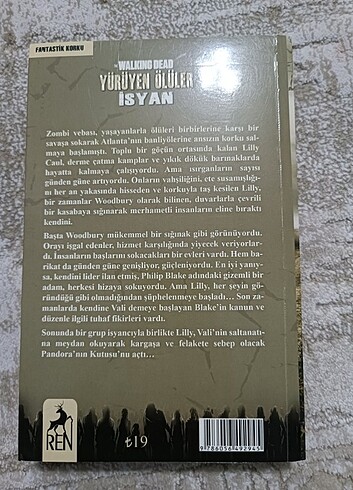 FANTASTİK KORKU
THE WALKING DEAD
YÜRÜYEN ÖLÜLER
İSYAN
Zombi vebası, yaşayanlarla ölüleri birbirlerine karşı bir
savaşa sokarak Atlanta'nın banliyölerine ansızın korku sal-
maya başlamıştı. Toplu bir göçün ortasında kalan Lilly
Caul, derme çatma kamplar ve yıkık dökük barınaklarda
hayatta kalmaya çalışıyordu. Ama ısırganların sayısı
günden güne artıyordu. Onların vahşiliğini, ete susamışlığı-
nı her an yakasında hisseden ve korkuyla taş kesilen Lilly, bir
zamanlar Woodbury olarak bilinen, duvarlarla çevrili
bir kasabaya sığınarak merhametli insanların eline bıraktı
kendini.
Başta Woodbury mükemmel bir sığınak gibi görünüyordu.
Orayı işgal edenler, hizmet karşılığında yiyecek veriyorlar-
dı. İnsanların başlarını sokacakları bir evleri vardı. Hem ba-
rikat da günden güne genişliyor, güçleniyordu. En iyi yanıy-
sa, kendini lider ilan etmiş, Philip Blake adındaki gizemli bir
adam, herkesi hizaya sokuyordu. Ama Lilly, her şeyin gö-
ründüğü gibi olmadığından şüphelenmeye başladı... Son za-
manlarda kendine Vali demeye başlayan Blake'in kanun ve
düzenle ilgili tuhaf fikirleri vardı.
Sonunda bir grup isyancıyla birlikte Lilly, Vali'nin saltanatı-
na meydan okuyarak kargaşa ve felakete sebep olacak
Pandora'nın Kutusu'nu açtı...
REN
₺19
9786056492945